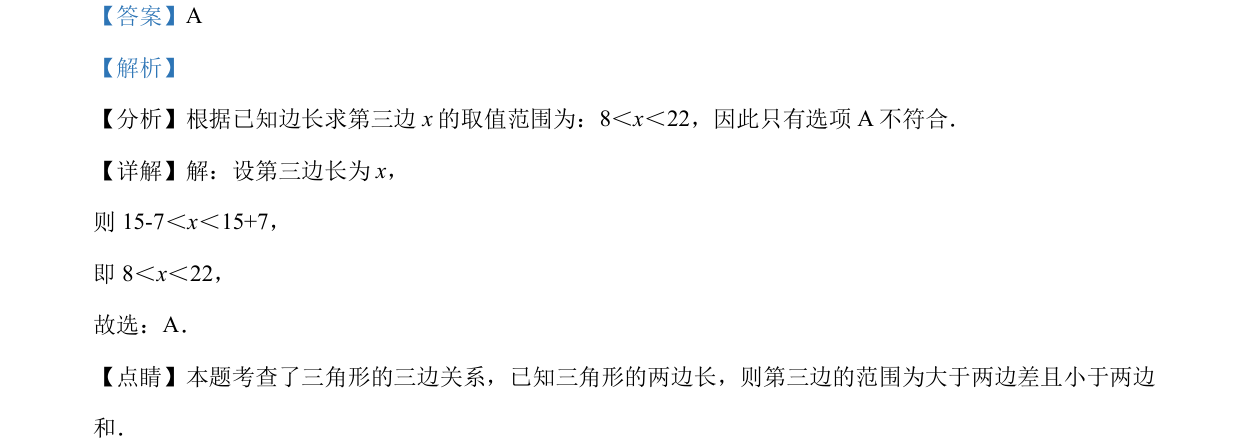 【答案】A
【解析】
【分析】根据已知边长求第三边 x 的取值范围为：8＜x＜22，因此只有选项 A 不符合．
【详解】解：设第三边长为 x，
则 15-7＜x＜15+7，
即 8＜x＜22，
故选：A．
【点睛】本题考查了三角形的三边关系，已知三角形的两边长，则第三边的范围为大于两边差且小于两边
和．